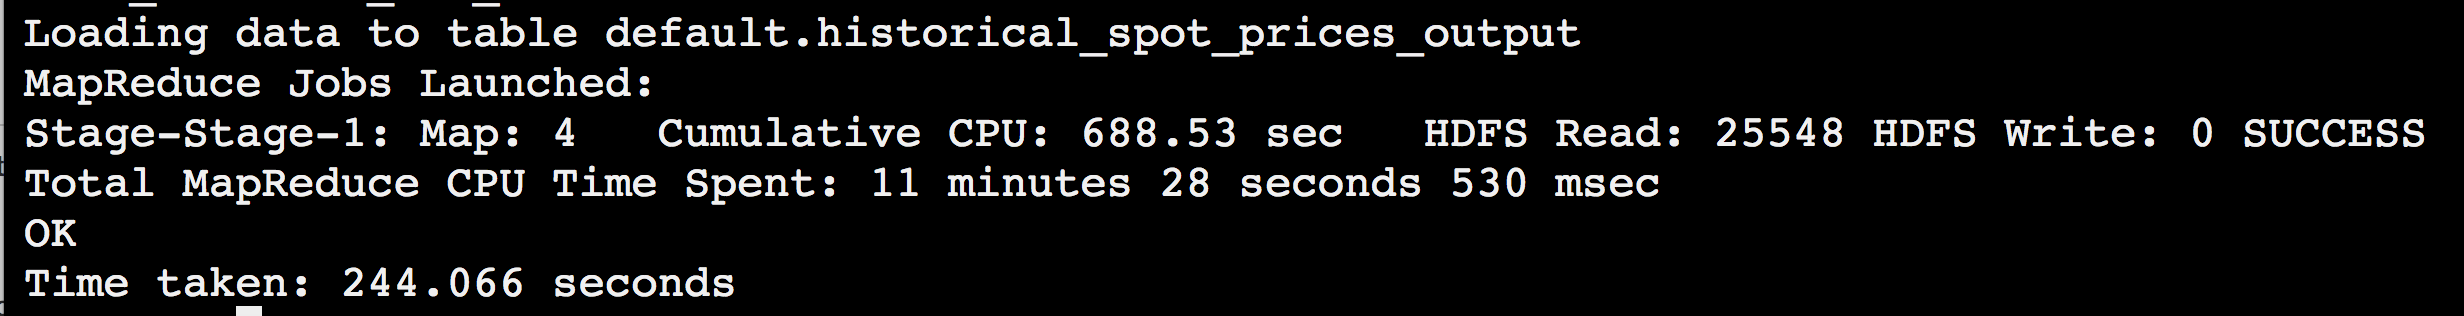 Loading data to table default.historical_spot_prices_output
MapReduce Jobs Launched:
Stage-Stage-1: Map: 4   Cumulative CPU: 688.53 sec   HDFS Read: 25548 HDFS Write: 0 SUCCESS
Total MapReduce CPU Time Spent: 11 minutes 28 seconds 530 msec
OK
Time taken: 244.066 seconds